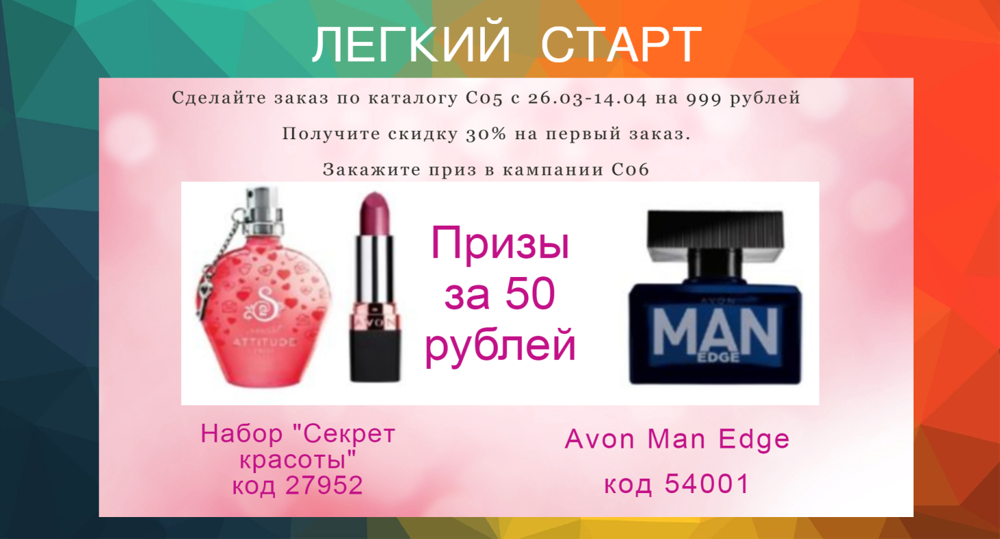 ЛЕГКИЙ СТАРТ
Сделайте заказ по каталогу С05 с 26.03-14.04 на 999 рублей
Получите скидку 30% на первый заказ.
Закажите приз в кампании С06
Призы
за 50
рублей
S
ATTITUDE
AVON
AVON
MAN
EDGE
Набор "Секрет
красоты"
код 27952
Avon Man Edge
код 54001